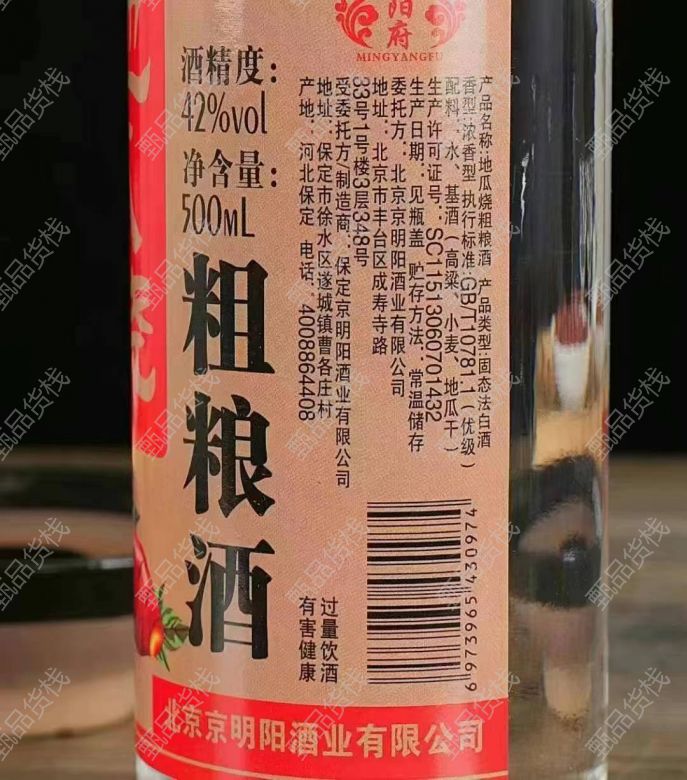 阳府
MINGYANGFU
酒精度：
42%vol
净含量：
500ML
粗粮酒
产品名称:地瓜烧粗粮酒 产品类型:固态法白酒
香型:浓香型 执行标准:GB/T10781.1(优级)
配料：水、基酒（高粱、小麦、地瓜干）
生产许可证号：SC11513060701432
生产日期：见瓶盖 贮存方法：常温储存
委托方：北京京明阳酒业有限公司
地址：北京市丰台区成寿寺路
33号1号楼3层348号
受委托方/制造商：保定京明阳酒业有限公司
地址：保定市徐水区遂城镇曹各庄村
产地：河北保定 电话：4008864408
过量饮酒
有害健康
6973965430974
北京京明阳酒业有限公司
甄品货栈